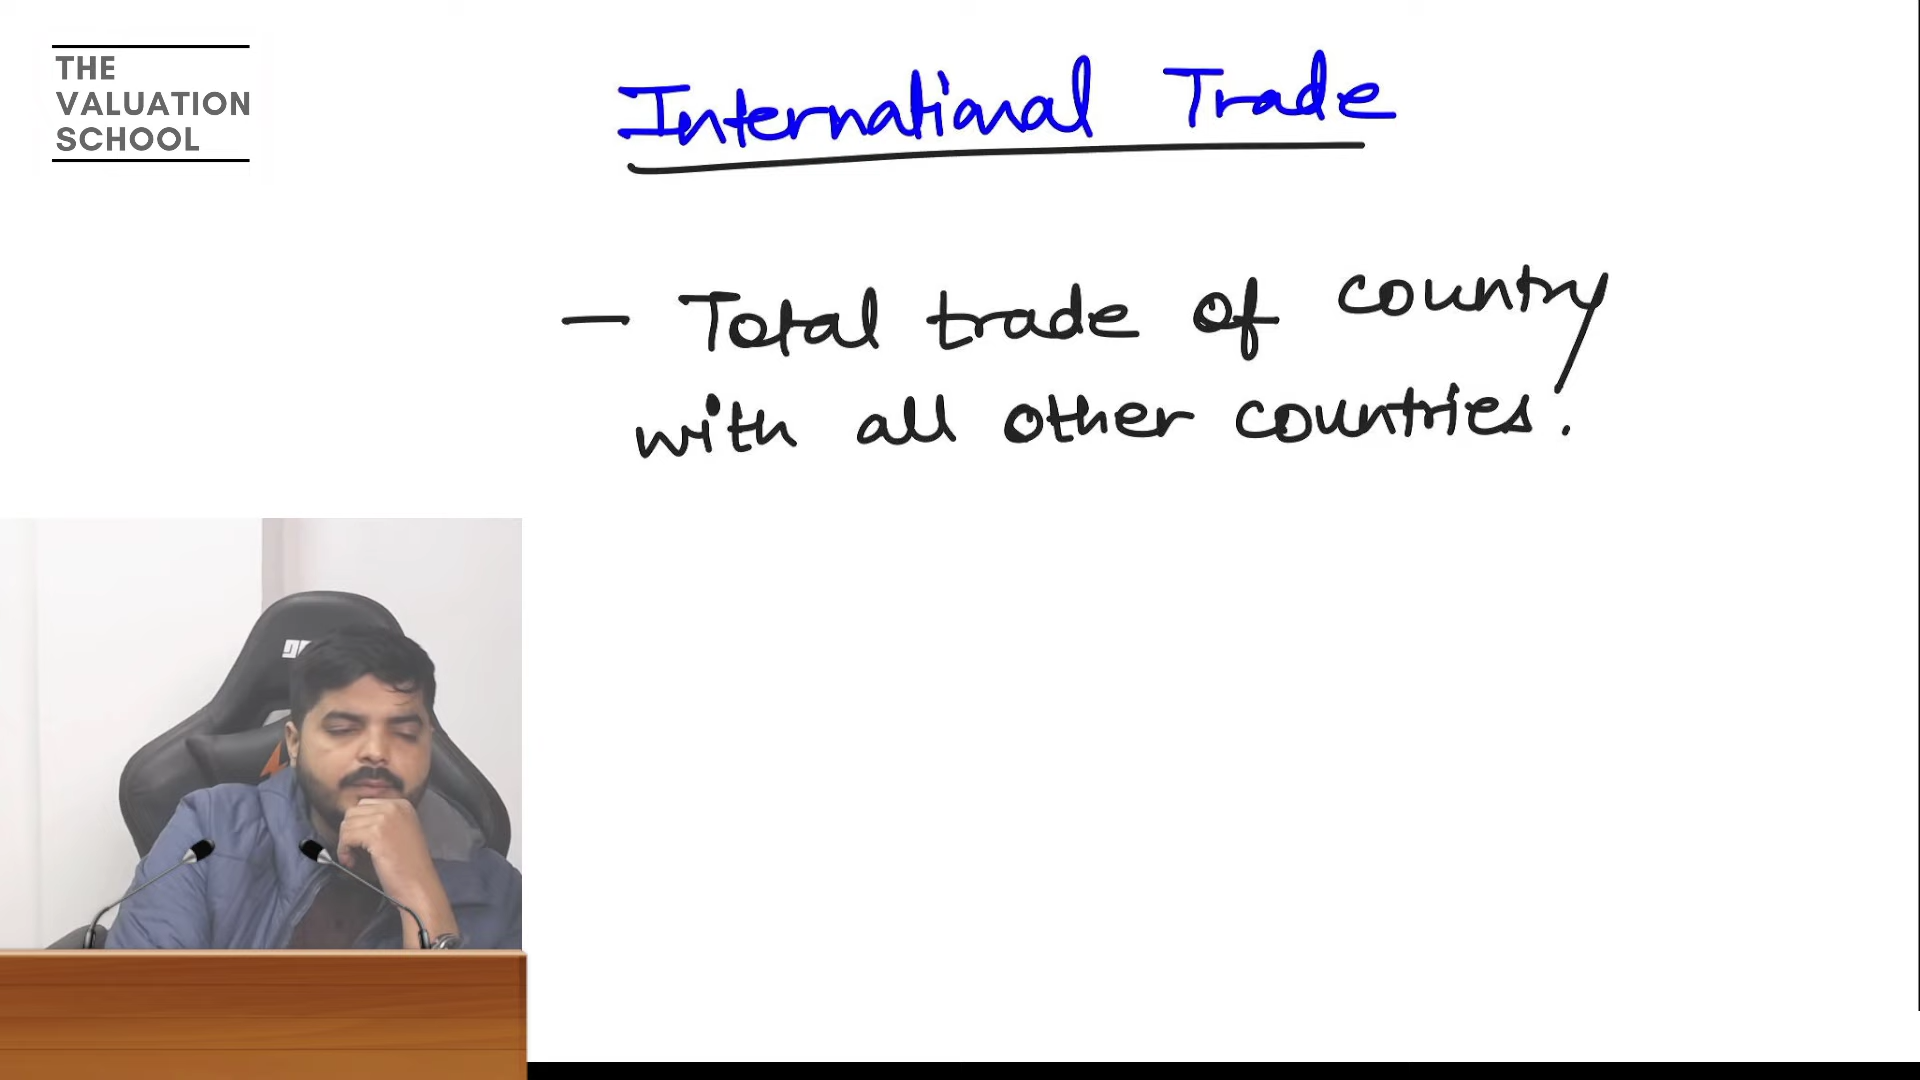 THE
VALUATION
SCHOOL
International Trade
- Total trade of country
with all other countries.